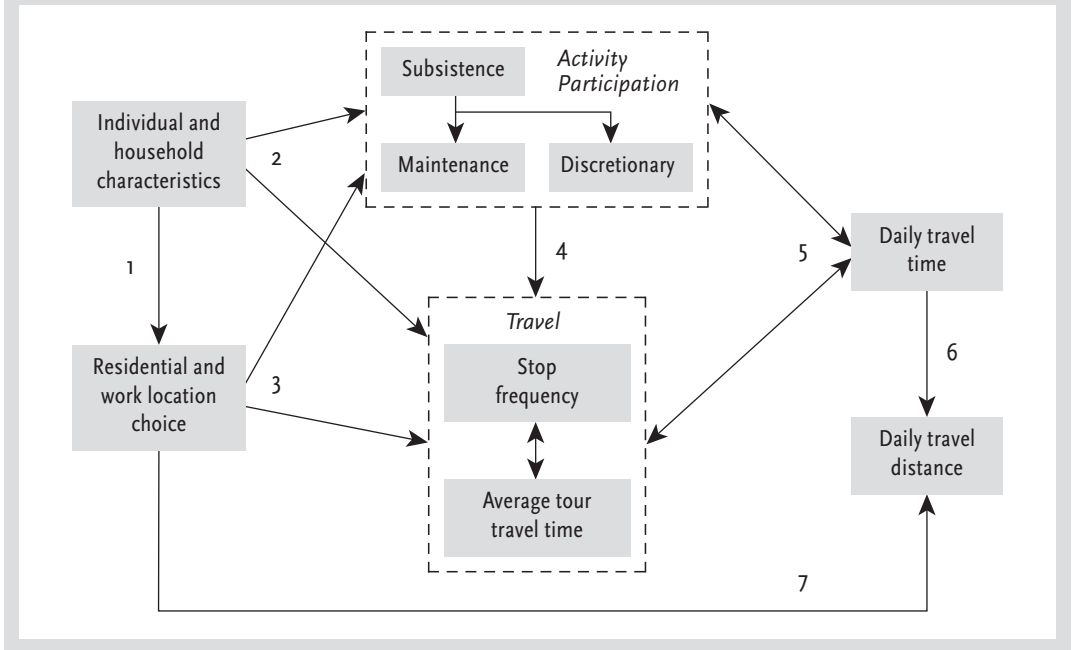 Subsistence
Activity
Participation
Individual and
household
characteristics
2
Maintenance
Discretionary
1
4
5
Daily travel
time
Travel
Residential and
work location
choice
3
Stop
frequency
6
Daily travel
distance
Average tour
travel time
7